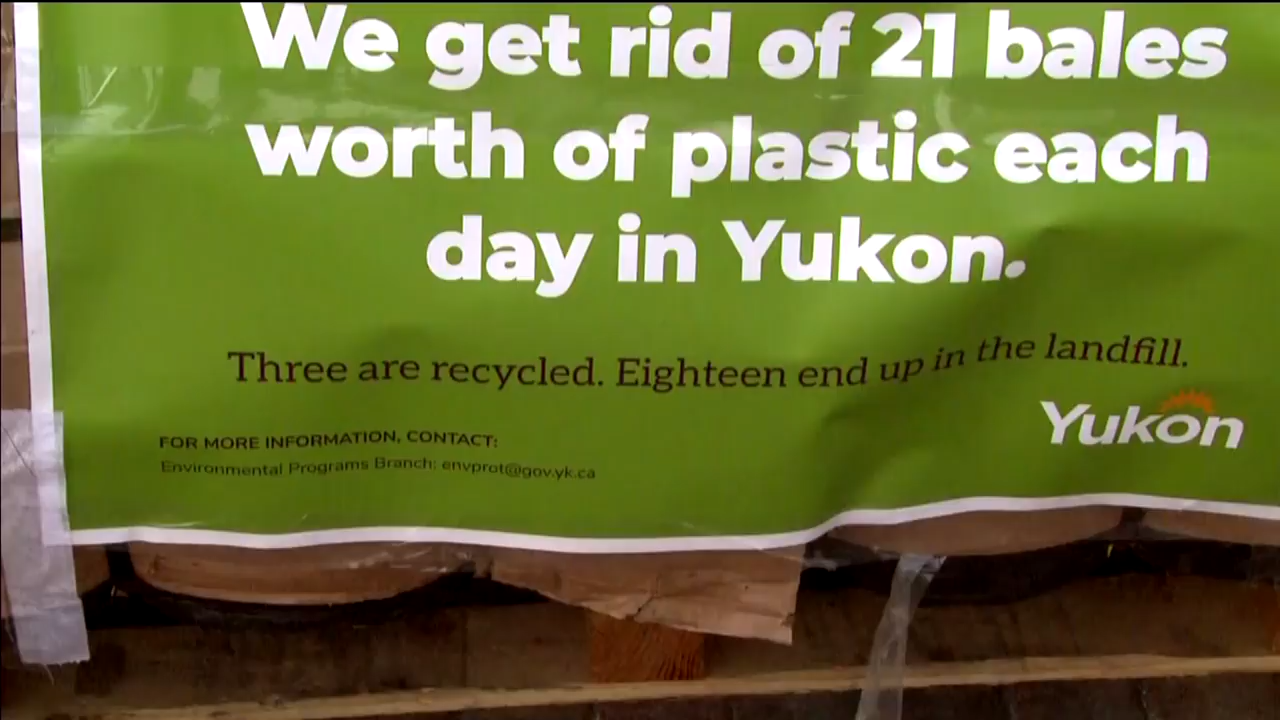 We get rid of 21 bales
worth of plastic each
day in Yukon.
Three are recycled. Eighteen end up in the landfill.
Yukon
FOR MORE INFORMATION, CONTACT:
Environmental Programs Branch: envprot@gov.yk.ca